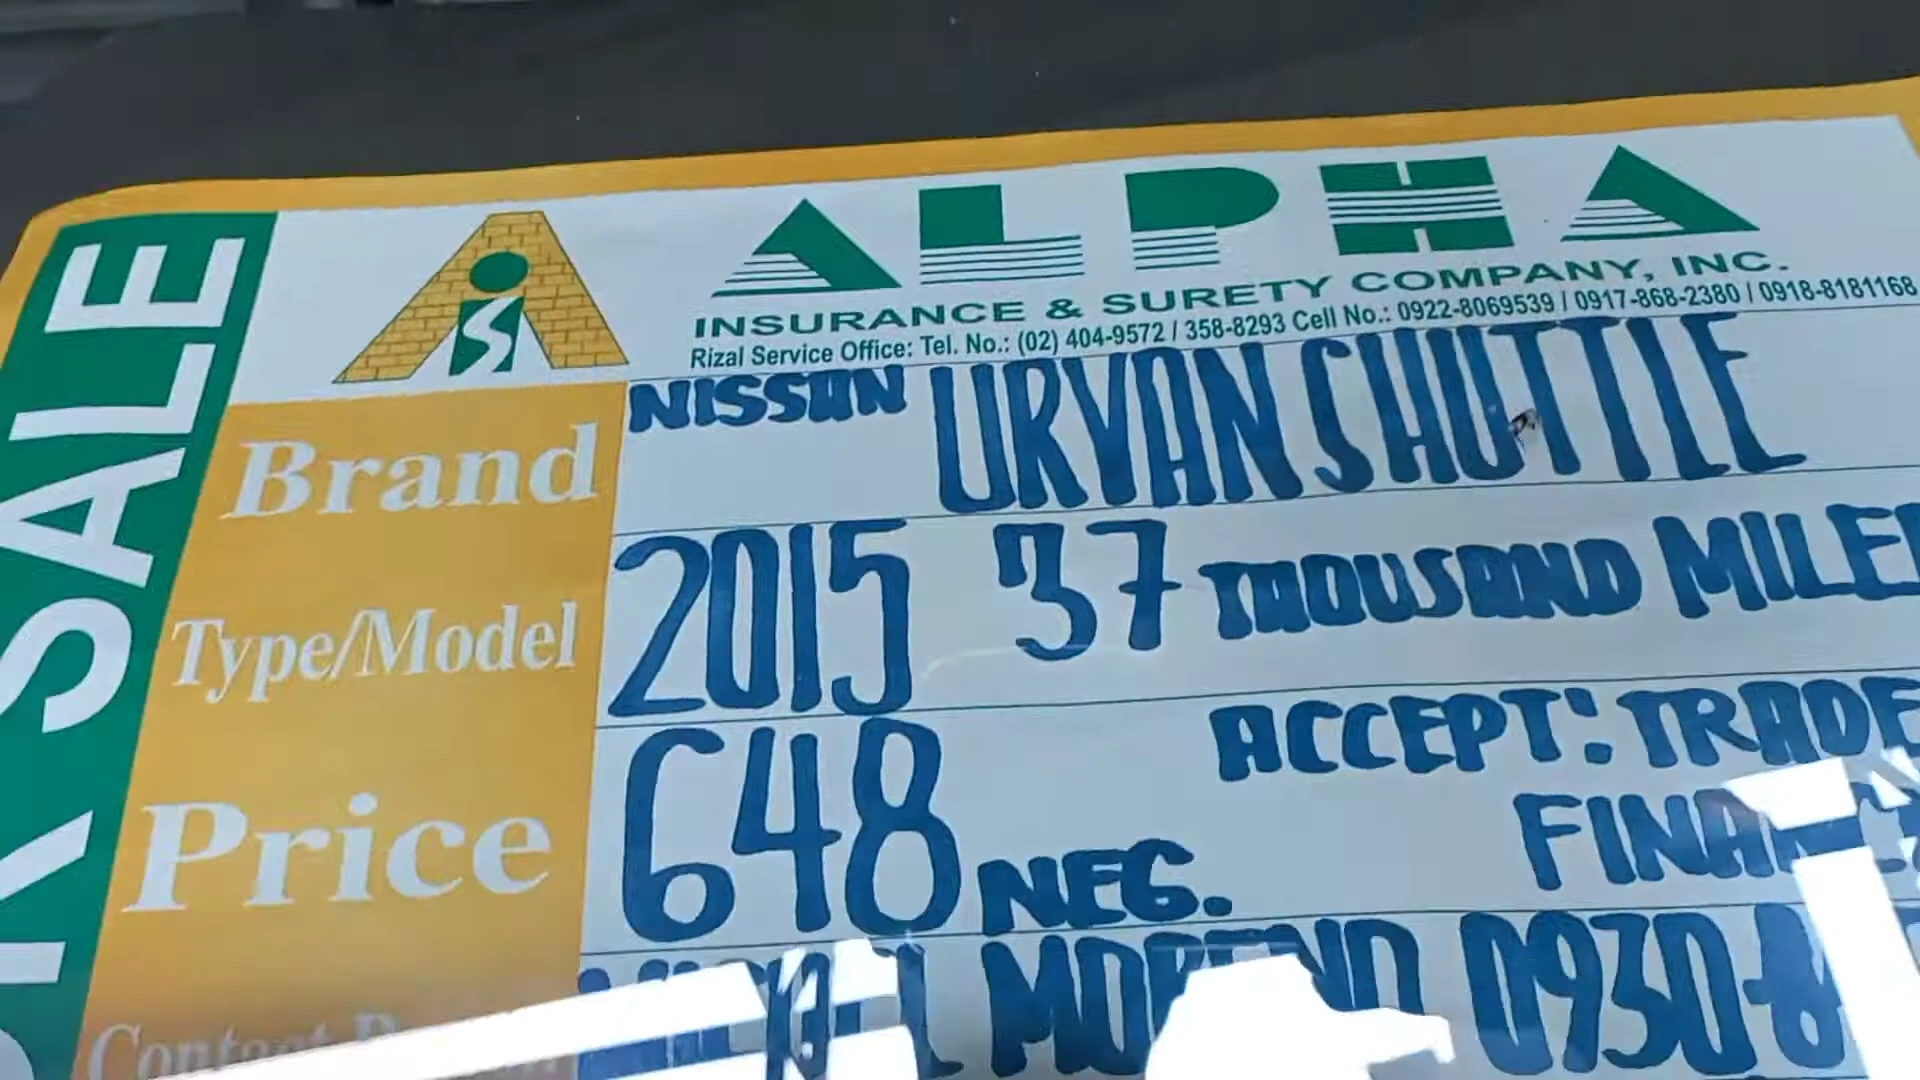 SALE
ALPHA
INSURANCE & SURETY COMPANY, INC.
Rizal Service Office: Tel. No.: (02) 404-9572 / 358-8293 Cell No.: 0922-8069539 / 0917-868-2380 / 0918-8181168
Brand NISSAN URVAN SHUTTLE
Type/Model 2015 37 THOUSAND
ACCEPT: TRADE
Price 648 NEG.
0930